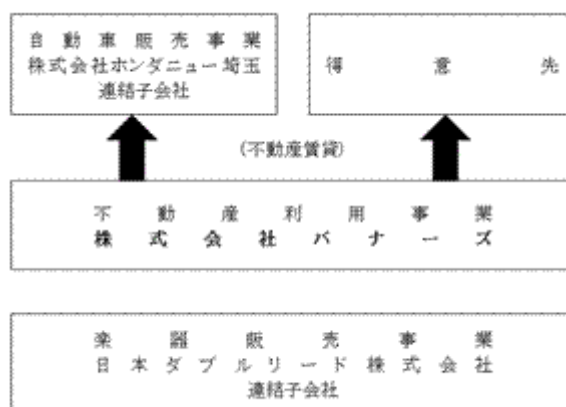 自動車販売事業
株式会社ホンダニュー埼玉
連結子会社
得意先
(不動産賃貸)
不動産利用事業
株式会社バナーズ
楽器販売事業
日本ダブルリード株式会社
連結子会社